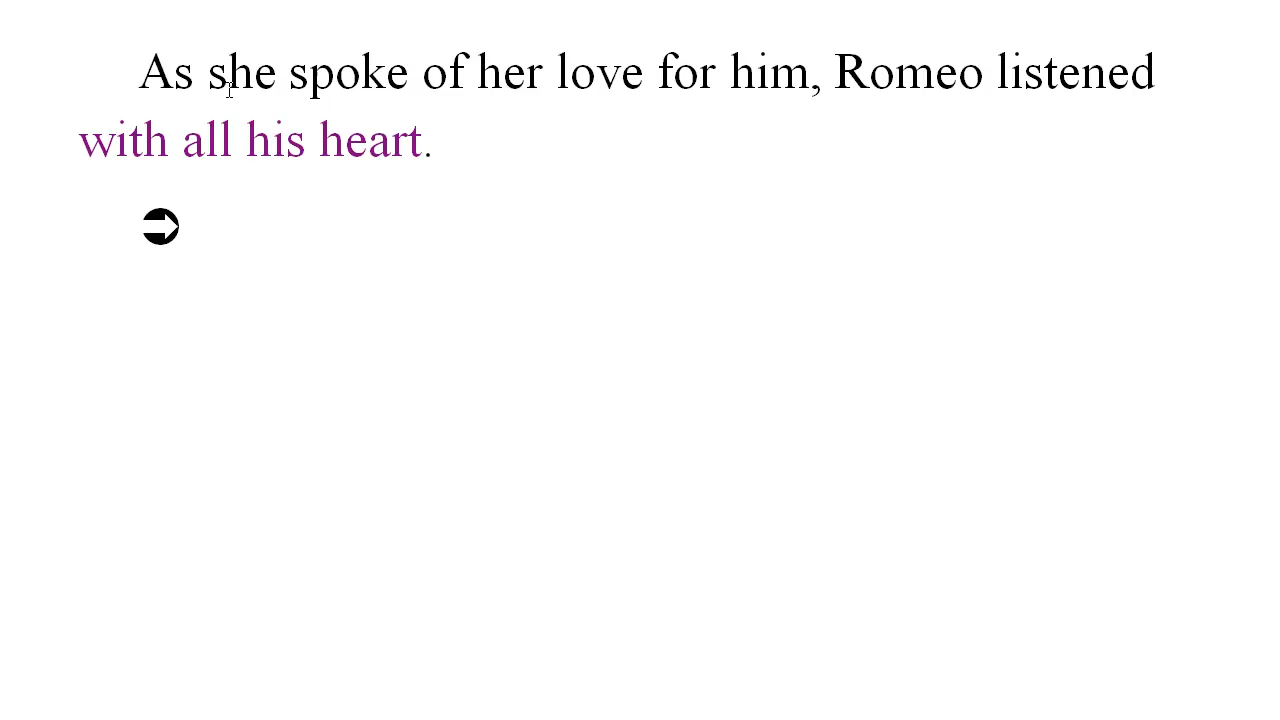 As she spoke of her love for him, Romeo listened
with all his heart.